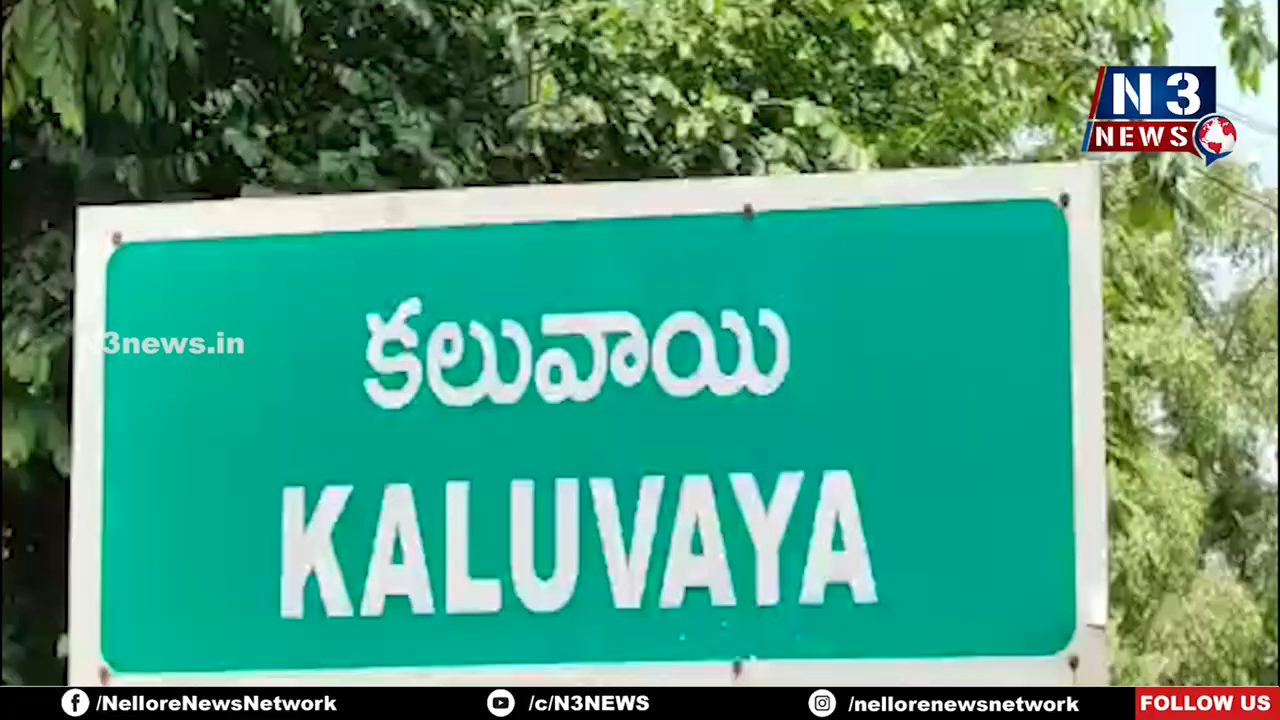 N3
NEWS
N3news.in
కలువాయి
KALUVAYA
/NelloreNewsNetwork
/c/N3NEWS
/nellorenewsnetwork
FOLLOW US